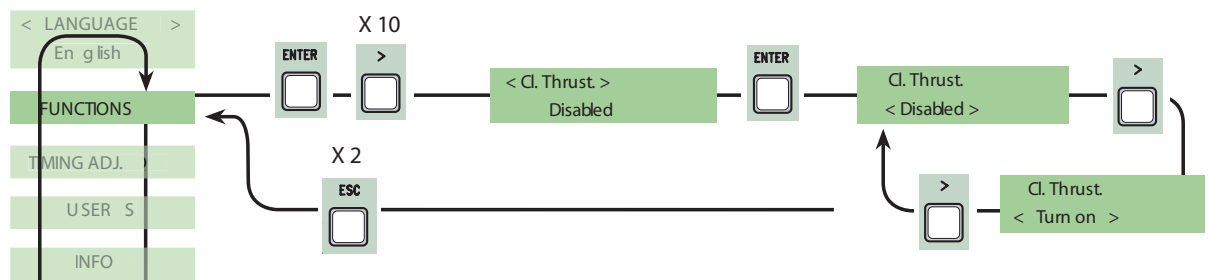 < LANGUAGE >
En g lish
FUNCTIONS
TIMING ADJ.
U SER S
INFO
ENTER
X 10
>
< Cl. Thrust. >
Disabled
ENTER
Cl. Thrust.
< Disabled >
>
X 2
ESC
>
Cl. Thrust.
< Turn on >